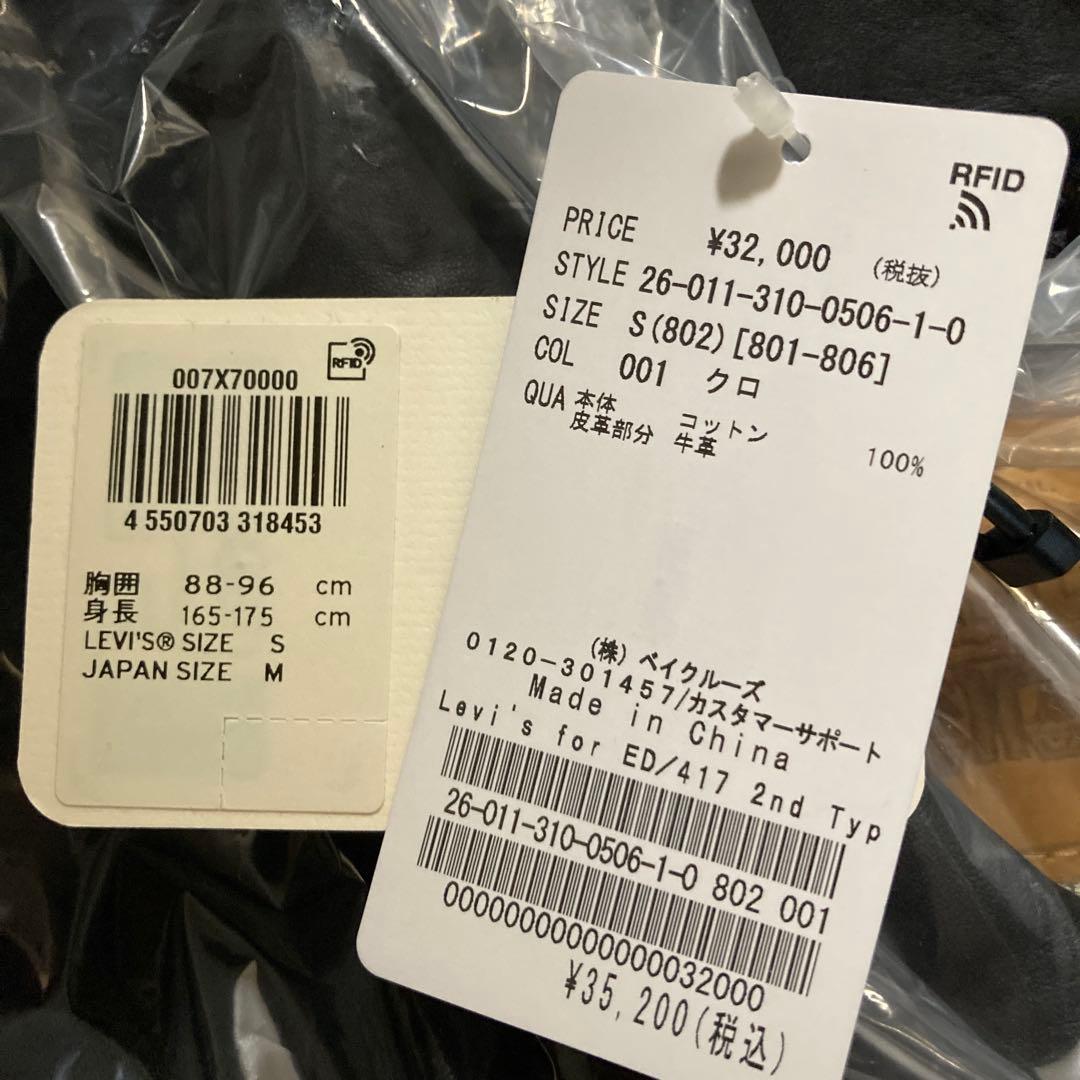 007X70000
RFID
4 550703 318453
胸囲 88-96 cm
身長 165-175 cm
LEVI'S® SIZE S
JAPAN SIZE M
RFID
PRICE ¥32,000 (税抜)
STYLE 26-011-310-0506-1-0
SIZE S(802)[801-806]
COL 001 クロ
QUA 本体 コットン
皮革部分 牛革 100%
(株) ベイクルーズ
0120-301457/カスタマーサポート
Made in China
Levi's for ED/417 2nd Typ
26-011-310-0506-1-0 802 001
0000000000000032000
¥35,200(税込)